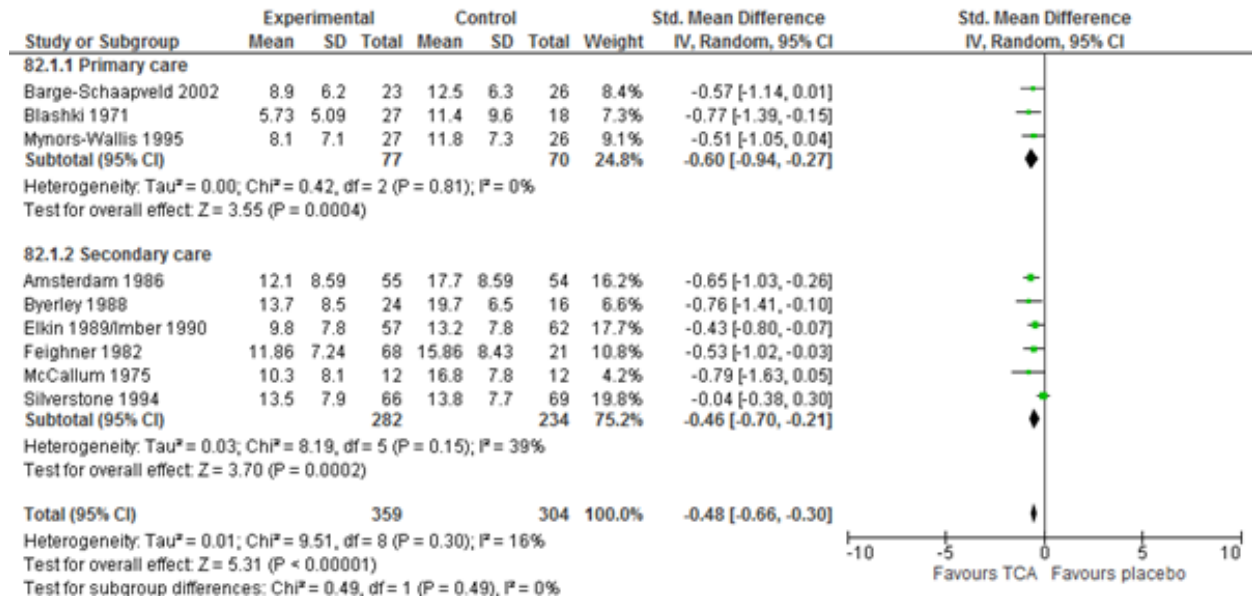 Experimental Control Std. Mean Difference Std. Mean Difference
Study or Subgroup Mean SD Total Mean SD Total Weight IV, Random, 95% CI IV, Random, 95% CI
82.1.1 Primary care
Barge-Schaapveld 2002 8.9 6.2 23 12.5 6.3 26 8.4% -0.57 [-1.14, 0.01]
Blashki 1971 5.73 5.09 27 11.4 9.6 18 7.3% -0.77 [-1.39, -0.15]
Mynors-Wallis 1995 8.1 7.1 27 11.8 7.3 26 9.1% -0.51 [-1.05, 0.04]
Subtotal (95% CI) 77 70 24.8% -0.60 [-0.94, -0.27]
Heterogeneity: Tau² = 0.00; Chi² = 0.42, df = 2 (P = 0.81); I² = 0%
Test for overall effect: Z = 3.55 (P = 0.0004)
82.1.2 Secondary care
Amsterdam 1986 12.1 8.59 55 17.7 8.59 54 16.2% -0.65 [-1.03, -0.26]
Byerley 1988 13.7 8.5 24 19.7 6.5 16 6.6% -0.76 [-1.41, -0.10]
Elkin 1989/Imber 1990 9.8 7.8 57 13.2 7.8 62 17.7% -0.43 [-0.80, -0.07]
Feighner 1982 11.86 7.24 68 15.86 8.43 21 10.8% -0.53 [-1.02, -0.03]
McCallum 1975 10.3 8.1 12 16.8 7.8 12 4.2% -0.79 [-1.63, 0.05]
Silverstone 1994 13.5 7.9 66 13.8 7.7 69 19.8% -0.04 [-0.38, 0.30]
Subtotal (95% CI) 282 234 75.2% -0.46 [-0.70, -0.21]
Heterogeneity: Tau² = 0.03; Chi² = 8.19, df = 5 (P = 0.15); I² = 39%
Test for overall effect: Z = 3.70 (P = 0.0002)
Total (95% CI) 359 304 100.0% -0.48 [-0.66, -0.30]
Heterogeneity: Tau² = 0.01; Chi² = 9.51, df = 8 (P = 0.30); I² = 16%
Test for overall effect: Z = 5.31 (P < 0.00001)
Test for subgroup differences: Chi² = 0.49, df = 1 (P = 0.49), I² = 0%
-10 -5 0 5 10
Favours TCA Favours placebo